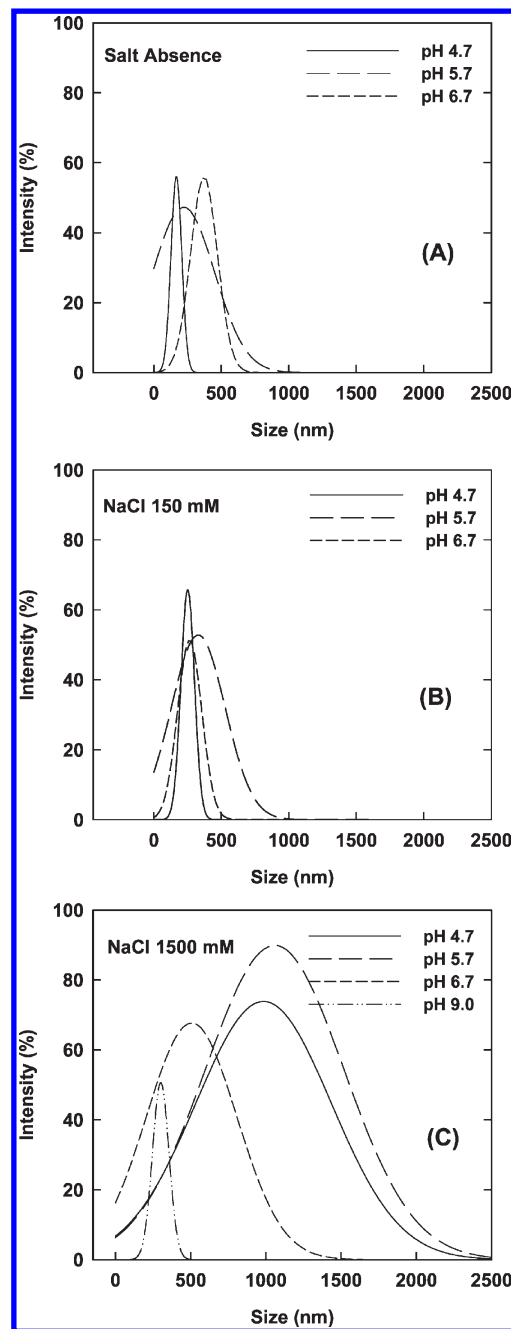 100
Salt Absence
pH 4.7
pH 5.7
pH 6.7
80
60
40
20
0
Intensity (%)
(A)
0 500 1000 1500 2000 2500
Size (nm)
100
NaCl 150 mM
pH 4.7
pH 5.7
pH 6.7
80
60
40
20
0
Intensity (%)
(B)
0 500 1000 1500 2000 2500
Size (nm)
100
NaCl 1500 mM
pH 4.7
pH 5.7
pH 6.7
pH 9.0
80
60
40
20
0
Intensity (%)
(C)
0 500 1000 1500 2000 2500
Size (nm)